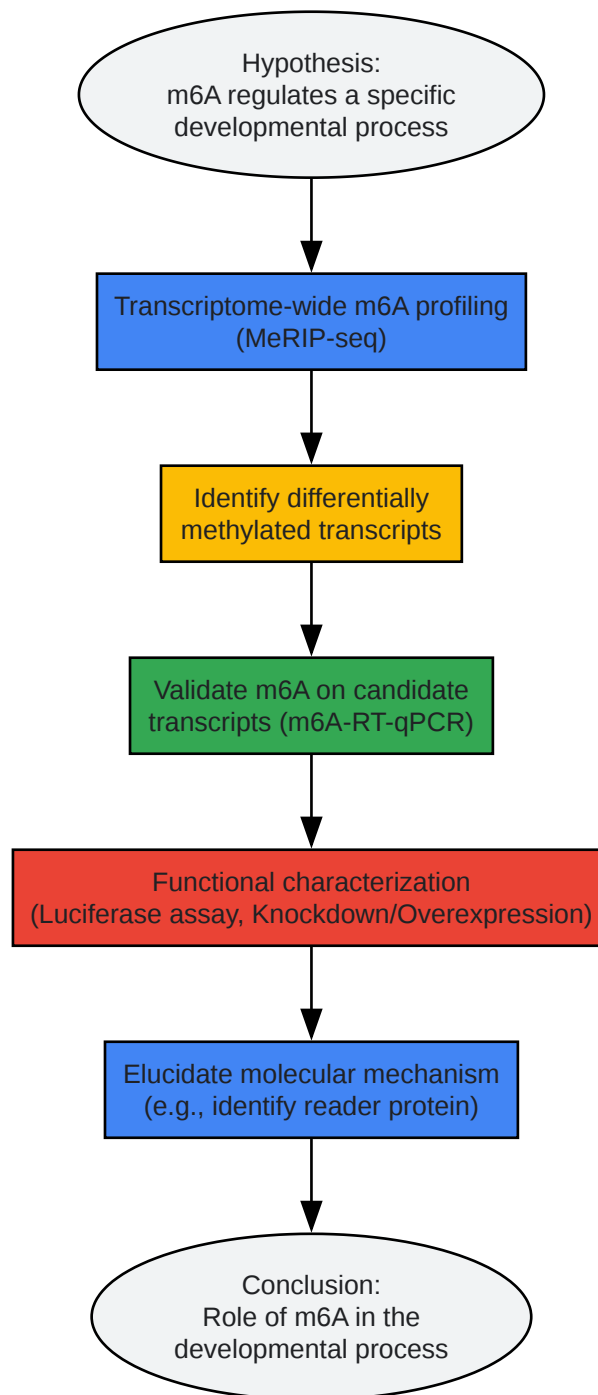 Hypothesis:
m6A regulates a specific
developmental process
Transcriptome-wide m6A profiling
(MeRIP-seq)
Identify differentially
methylated transcripts
Validate m6A on candidate
transcripts (m6A-RT-qPCR)
Functional characterization
(Luciferase assay, Knockdown/Overexpression)
Elucidate molecular mechanism
(e.g., identify reader protein)
Conclusion:
Role of m6A in the
developmental process